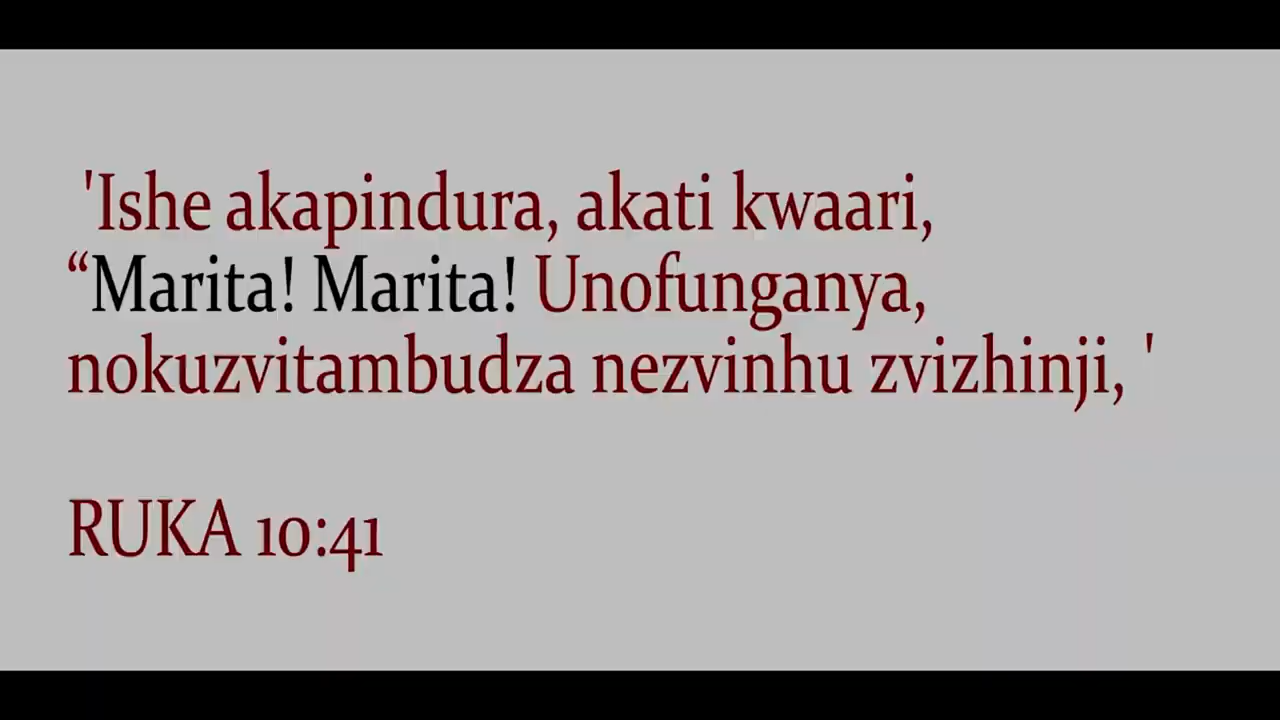 'Ishe akapindura, akati kwaari,
“Marita! Marita! Unofunganya,
nokuzvitambudza nezvinhu zvizhinji, '
RUKA 10:41